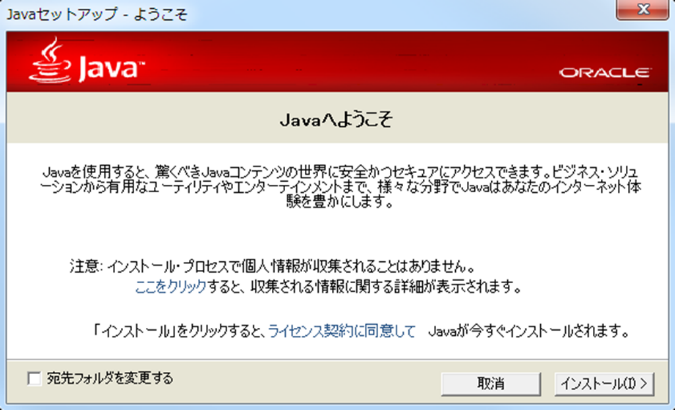 Javaセットアップ - ようこそ
Java™
ORACLE
Javaへようこそ
Javaを使用すると、驚くべきJavaコンテンツの世界に安全かつセキュアにアクセスできます。ビジネス・ソリュ
ーションから有用なユーティリティやエンターテインメントまで、様々な分野でJavaはあなたのインターネット体
験を豊かにします。
注意: インストール・プロセスで個人情報が収集されることはありません。
ここをクリックすると、収集される情報に関する詳細が表示されます。
「インストール」をクリックすると、ライセンス契約に同意して Javaが今すぐインストールされます。
宛先フォルダを変更する
取消
インストール(I) >